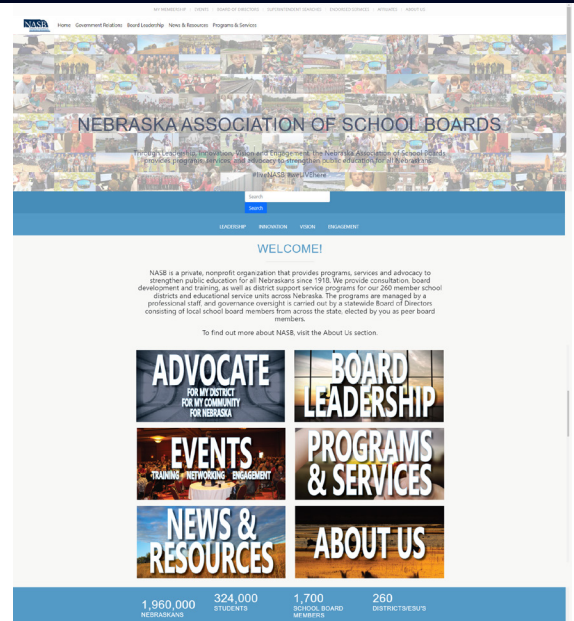 MY MEMBERSHIP | EVENTS | BOARD OF DIRECTORS | SUPERINTENDENT SERVICES | ENDORSED SERVICES | AFFILIATES | ABOUT US
NASB
Home Government Relations Board Leadership News & Resources Programs & Services
NEBRASKA ASSOCIATION OF SCHOOL BOARDS
Through Leadership, Innovation, Vision and Engagement, the Nebraska Association of School Boards
provides programs, services, and advocacy to strengthen public education for all Nebraskans.
#liveNASB #weLIVEhere
Search
Search
LEADERSHIP INNOVATION VISION ENGAGEMENT
WELCOME!
NASB is a private, nonprofit organization that provides programs, services and advocacy to
strengthen public education for all Nebraskans since 1918. We provide consultation, board
development and training, as well as district support service programs for our 260 member school
districts and educational service units across Nebraska. The programs are managed by a
professional staff, and governance oversight is carried out by a statewide Board of Directors
consisting of local school board members from across the state, elected by you as peer board
members.
To find out more about NASB, visit the About Us section.
ADVOCATE
FOR MY DISTRICT
FOR MY COMMUNITY
FOR NEBRASKA
BOARD
LEADERSHIP
EVENTS
TRAINING NETWORKING ENGAGEMENT
PROGRAMS
& SERVICES
NEWS &
RESOURCES
ABOUT US
1,960,000
NEBRASKANS
324,000
STUDENTS
1,700
SCHOOL BOARD
MEMBERS
260
DISTRICTS/ESU'S